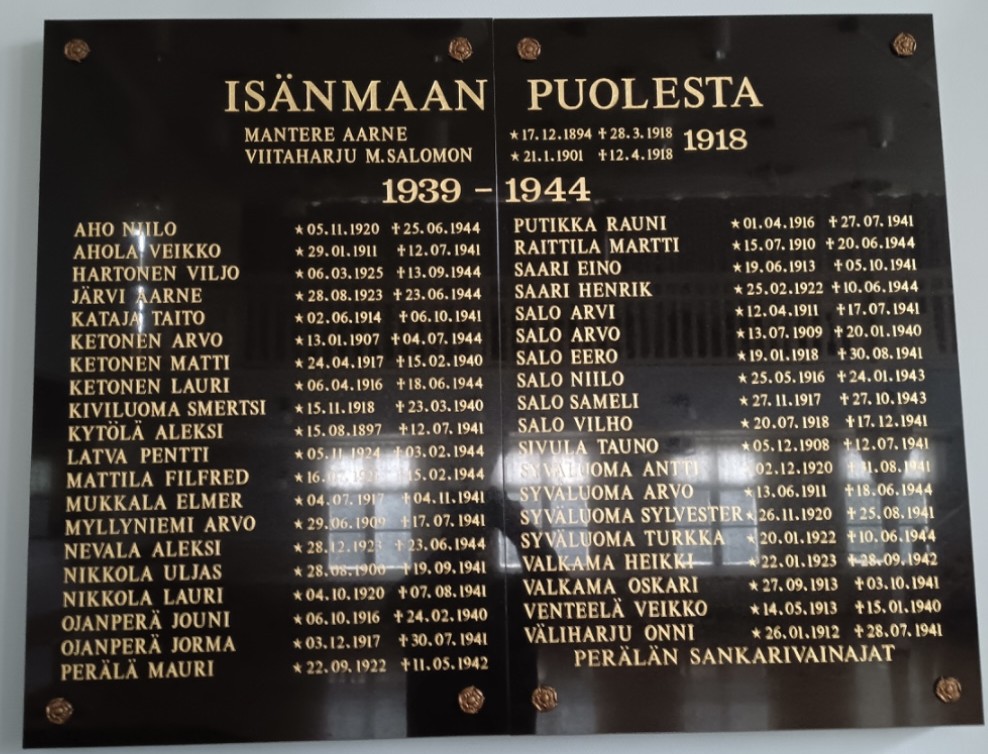 ISÄNMAAN PUOLESTA
MANTERE AARNE ★ 17.12.1894 ✝ 28.3.1918 1918
VIITAHARJU M.SALOMON ★ 21.1.1901 ✝ 12.4.1918
1939 – 1944
AHO NIILO ★ 05.11.1920 ✝ 25.06.1944
AHOLA VEIKKO ★ 29.01.1911 ✝ 12.07.1941
HARTONEN VILJO ★ 06.03.1925 ✝ 13.09.1944
JÄRVI AARNE ★ 28.08.1923 ✝ 23.06.1944
KATAJA TAITO ★ 02.06.1914 ✝ 06.10.1941
KETONEN ARVO ★ 13.01.1907 ✝ 04.07.1944
KETONEN MATTI ★ 24.04.1917 ✝ 15.02.1940
KETONEN LAURI ★ 06.04.1916 ✝ 18.06.1944
KIVILUOMA SMERTSI ★ 15.11.1918 ✝ 23.03.1940
KYTÖLÄ ALEKSI ★ 15.08.1897 ✝ 12.07.1941
LATVA PENTTI ★ 05.11.1924 ✝ 03.02.1944
MATTILA FILFRED ★ ✝ 15.02.1944
MUKKALA ELMER ★ 04.07.1917 ✝ 04.11.1941
MYLLYNIEMI ARVO ★ 29.06.1909 ✝ 17.07.1941
NEVALA ALEKSI ★ 28.12.1923 ✝ 23.06.1944
NIKKOLA ULJAS ★ 28.08.1900 ✝ 19.09.1941
NIKKOLA LAURI ★ 04.10.1920 ✝ 07.08.1941
OJANPERÄ JOUNI ★ 06.10.1916 ✝ 24.02.1940
OJANPERÄ JORMA ★ 03.12.1917 ✝ 30.07.1941
PERÄLÄ MAURI ★ 22.09.1922 ✝ 11.05.1942
PUTIKKA RAUNI ★ 01.04.1916 ✝ 27.07.1941
RAITTILA MARTTI ★ 15.07.1910 ✝ 20.06.1944
SAARI EINO ★ 19.06.1913 ✝ 05.10.1941
SAARI HENRIK ★ 25.02.1922 ✝ 10.06.1944
SALO ARVI ★ 12.04.1911 ✝ 17.07.1941
SALO ARVO ★ 13.07.1909 ✝ 20.01.1940
SALO EERO ★ 19.01.1918 ✝ 30.08.1941
SALO NIILO ★ 25.05.1916 ✝ 24.01.1943
SALO SAMELI ★ 27.11.1917 ✝ 27.10.1943
SALO VILHO ★ 20.07.1918 ✝ 17.12.1941
SIVULA TAUNO ★ 05.12.1908 ✝ 12.07.1941
SYVÄLUOMA ANTTI ★ 02.12.1920 ✝ 31.08.1941
SYVÄLUOMA ARVO ★ 13.06.1911 ✝ 18.06.1944
SYVÄLUOMA SYLVESTER ★ 26.11.1920 ✝ 25.08.1941
SYVÄLUOMA TURKKA ★ 20.01.1922 ✝ 10.06.1944
VALKAMA HEIKKI ★ 22.01.1923 ✝ 28.09.1942
VALKAMA OSKARI ★ 27.09.1913 ✝ 03.10.1941
VENTEELÄ VEIKKO ★ 14.05.1913 ✝ 15.01.1940
VÄLIHARJU ONNI ★ 26.01.1912 ✝ 28.07.1941
PERÄLÄN SANKARIVAINAJAT